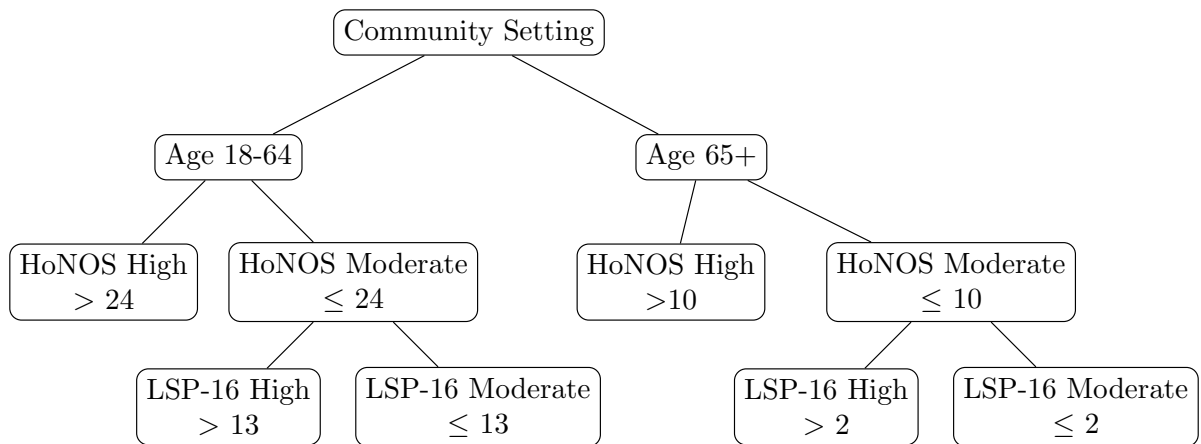 Community Setting
Age 18-64
Age 65+
HoNOS High
> 24
HoNOS Moderate
≤ 24
HoNOS High
>10
HoNOS Moderate
≤ 10
LSP-16 High
> 13
LSP-16 Moderate
≤ 13
LSP-16 High
> 2
LSP-16 Moderate
≤ 2